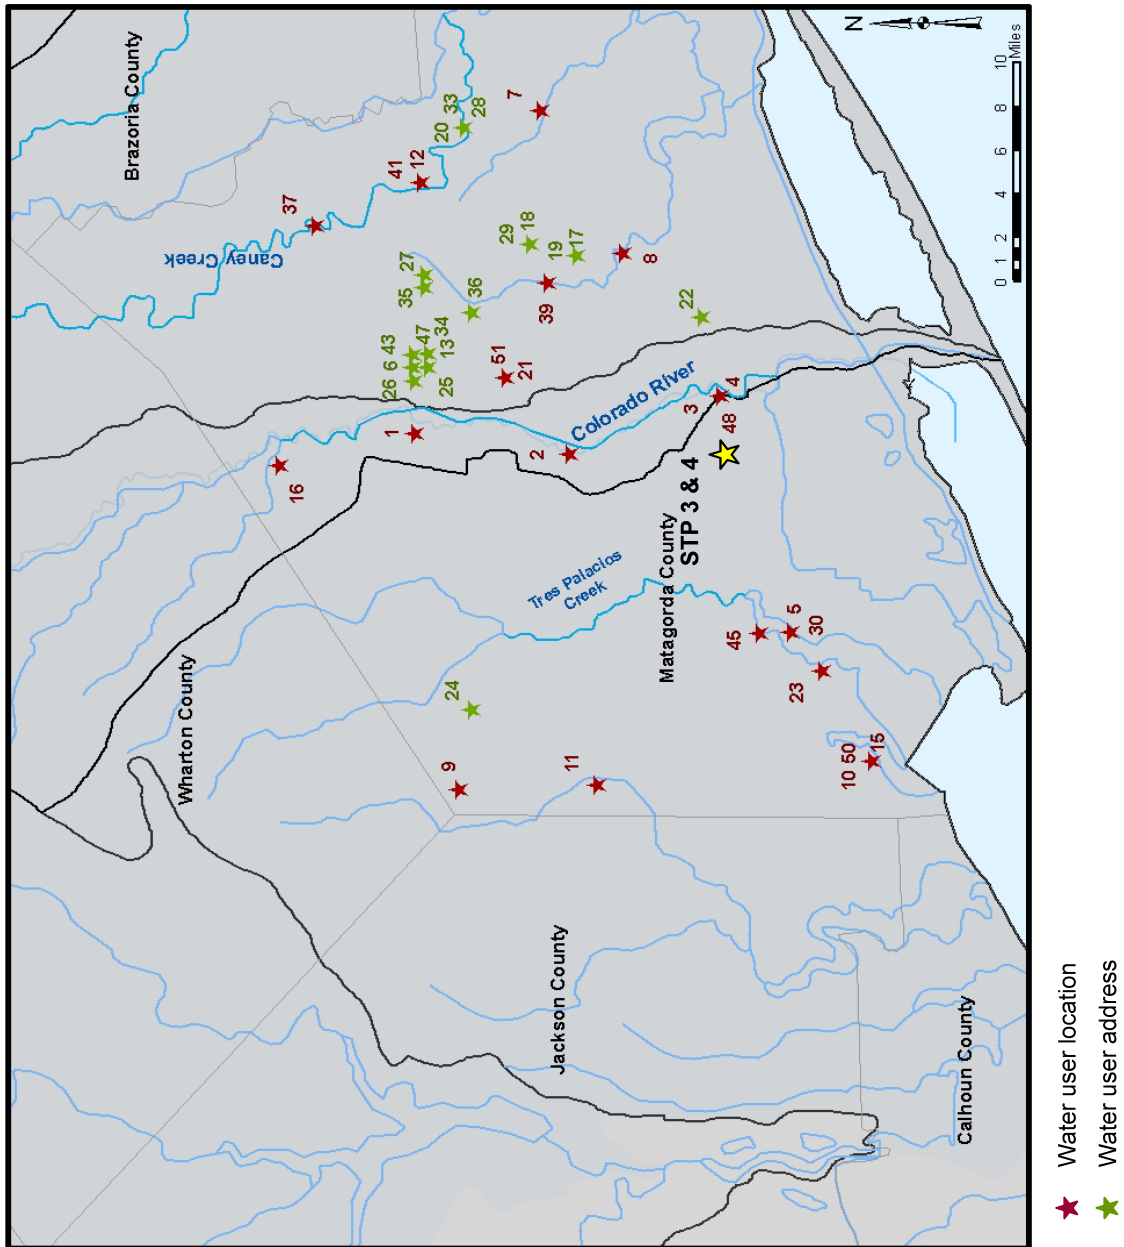 Brazoria County
Caney Creek
37
41
12
20
33
28
7
27
35
29
18
19
17
8
39
36
22
26 6 43
47
34
13
25
51
21
1
16
2
Colorado River
3
4
48
STP 3 & 4
Matagorda County
Tres Palacios
Creek
45
5
30
23
10 50
15
24
9
11
Wharton County
Jackson County
Calhoun County
N
0 1 2 4 6 8 10
Miles
Water user location
Water user address